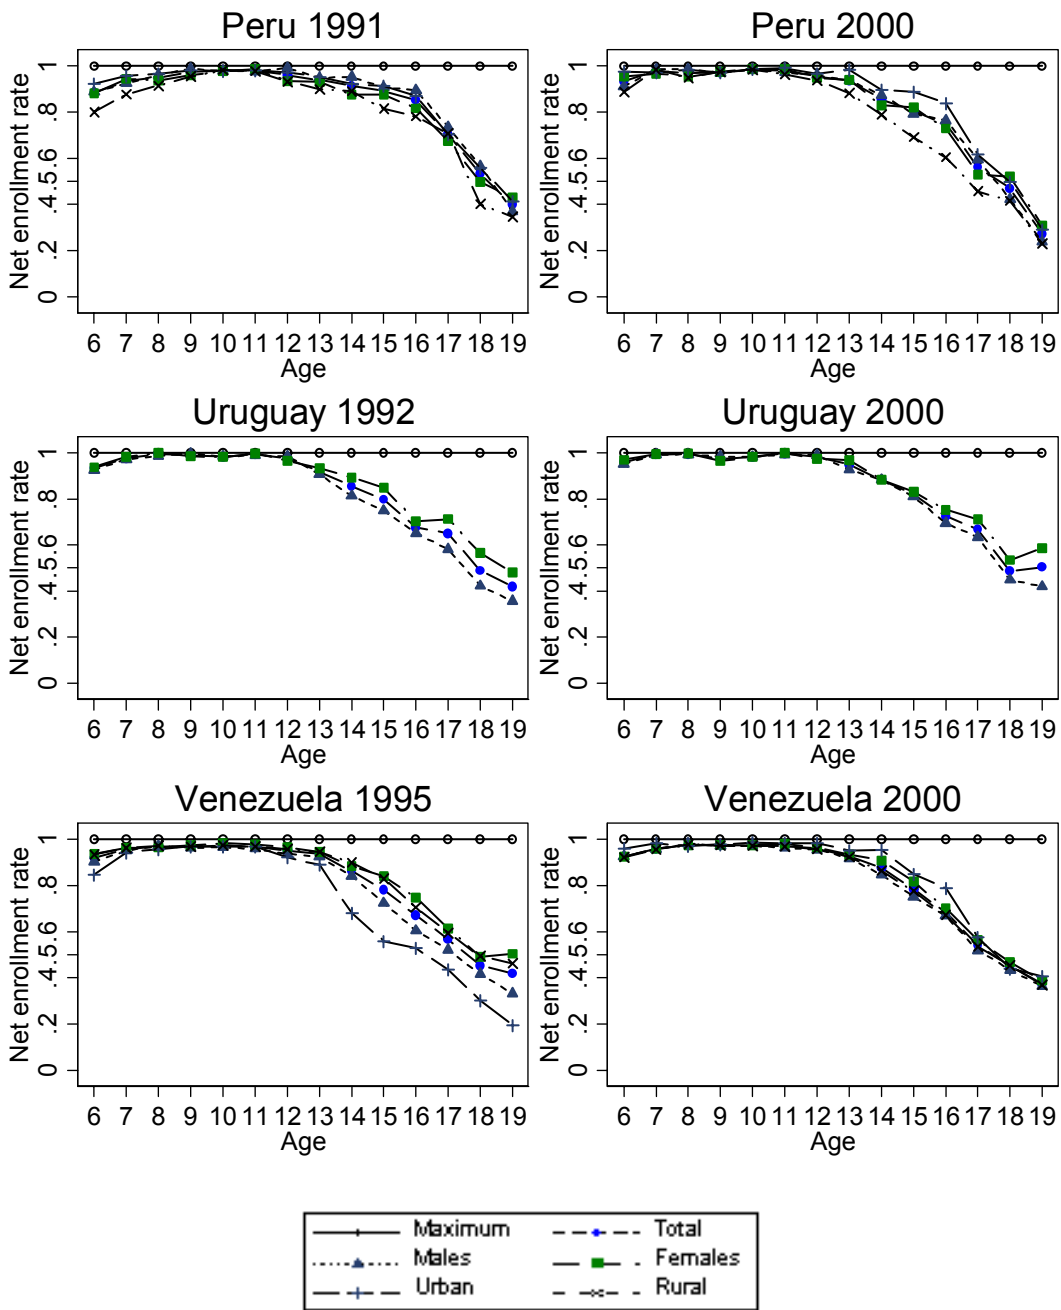 Peru 1991
Net enrollment rate
0 .2 .4 .5 .6 .8 1
6 7 8 9 10 11 12 13 14 15 16 17 18 19
Age
Peru 2000
Net enrollment rate
0 .2 .4 .5 .6 .8 1
6 7 8 9 10 11 12 13 14 15 16 17 18 19
Age
Uruguay 1992
Net enrollment rate
0 .2 .4 .5 .6 .8 1
6 7 8 9 10 11 12 13 14 15 16 17 18 19
Age
Uruguay 2000
Net enrollment rate
0 .2 .4 .5 .6 .8 1
6 7 8 9 10 11 12 13 14 15 16 17 18 19
Age
Venezuela 1995
Net enrollment rate
0 .2 .4 .5 .6 .8 1
6 7 8 9 10 11 12 13 14 15 16 17 18 19
Age
Venezuela 2000
Net enrollment rate
0 .2 .4 .5 .6 .8 1
6 7 8 9 10 11 12 13 14 15 16 17 18 19
Age
Maximum Total
Males Females
Urban Rural